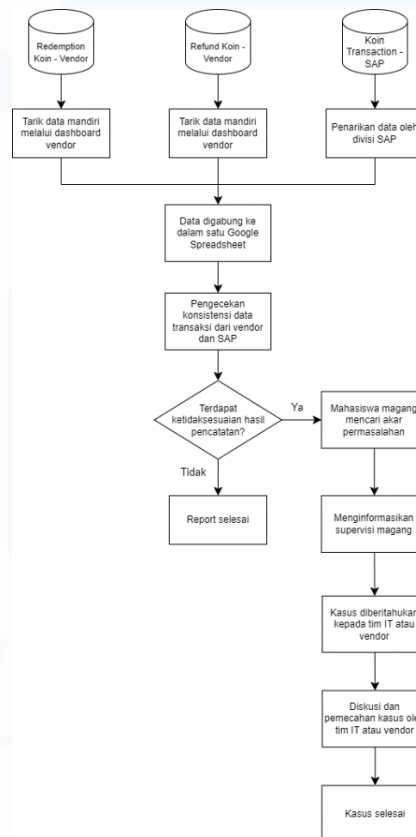 Redemption
Koin - Vendor
Refund Koin -
Vendor
Koin
Transaction -
SAP
Tarik data mandiri
melalui dashboard
vendor
Tarik data mandiri
melalui dashboard
vendor
Penarikan data oleh
divisi SAP
Data digabung ke
dalam satu Google
Spreadsheet
Pengecekan
konsistensi data
transaksi dari vendor
dan SAP
Terdapat
ketidaksesuaian hasil
pencatatan?
Ya
Mahasiswa magang
mencari akar
permasalahan
Tidak
Report selesai
Menginformasikan
supervisi magang
Kasus diberitahukan
kepada tim IT atau
vendor
Diskusi dan
pemecahan kasus ole
tim IT atau vendor
Kasus selesai